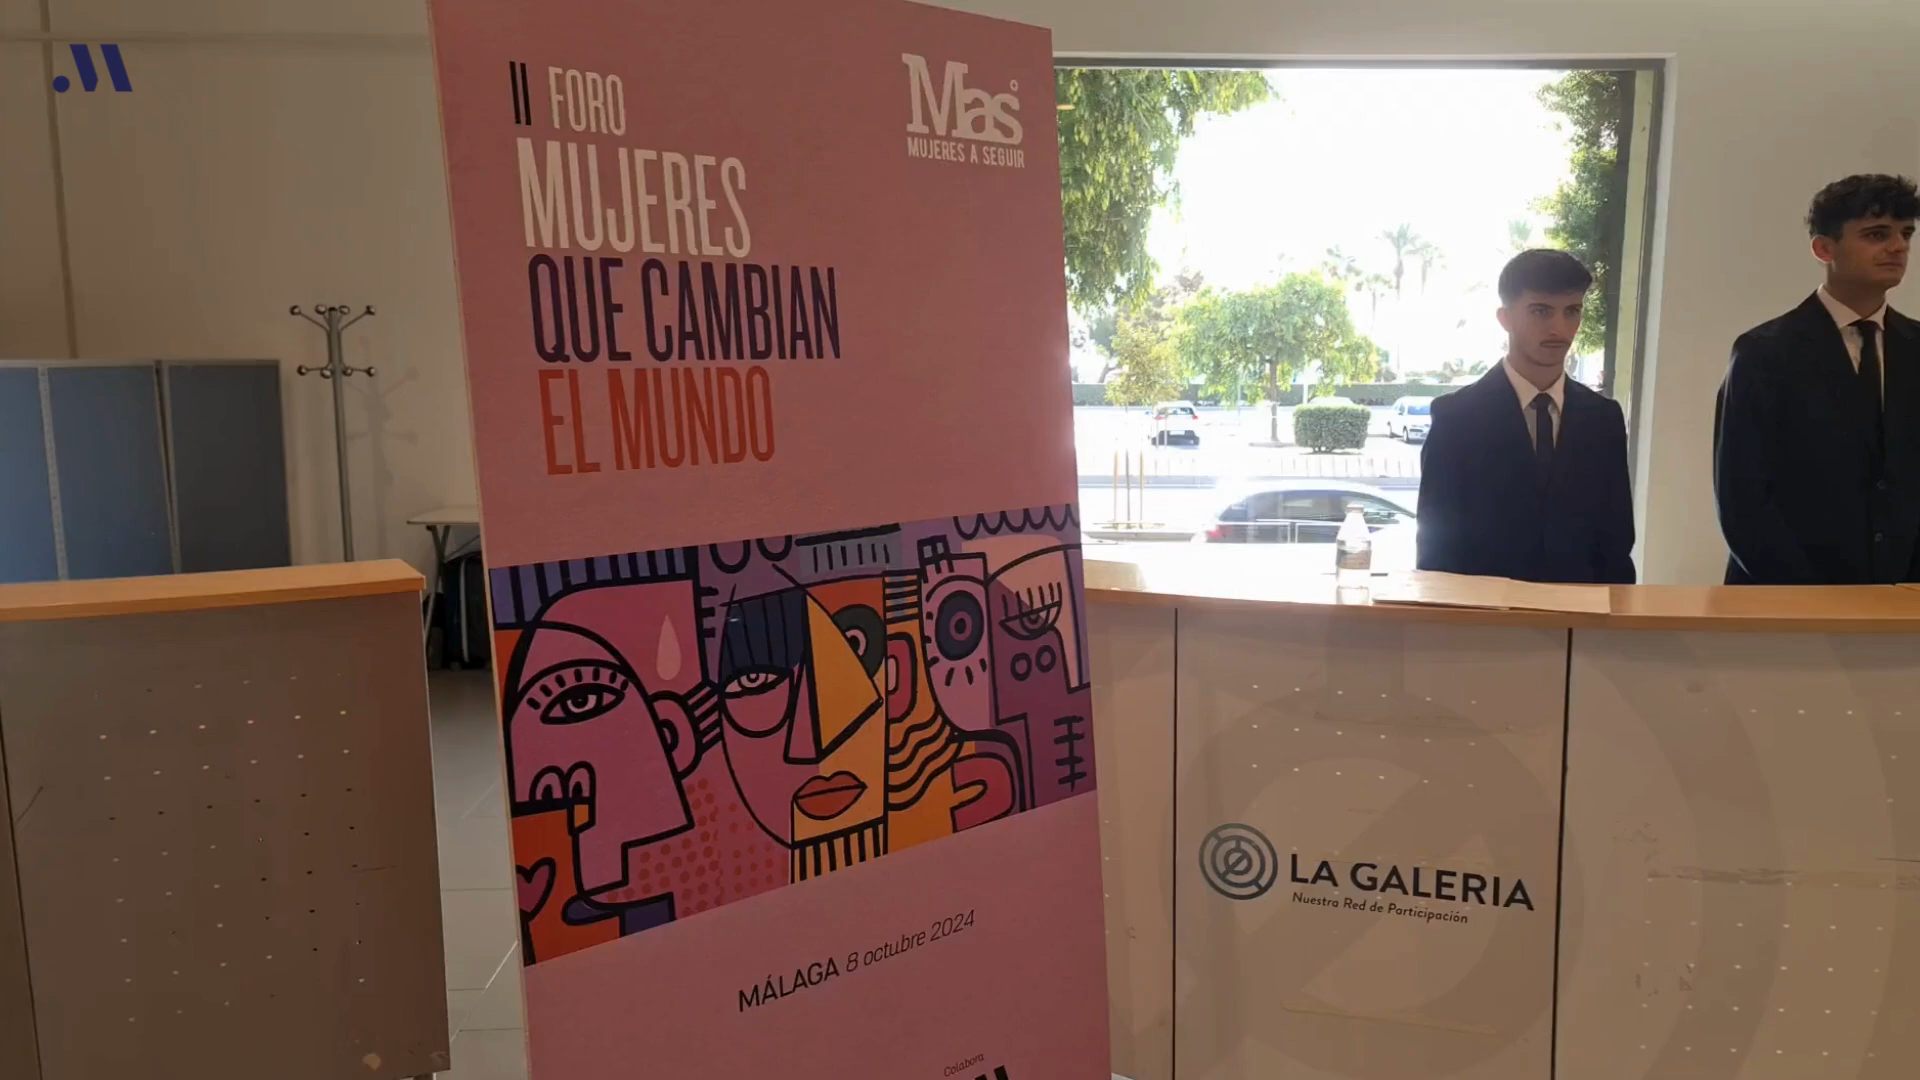 II FORO
MUJERES
QUE CAMBIAN
EL MUNDO
Mas
MUJERES A SEGUIR
MÁLAGA 8 octubre 2024
Colabora
LA GALERIA
Nuestra Red de Participación